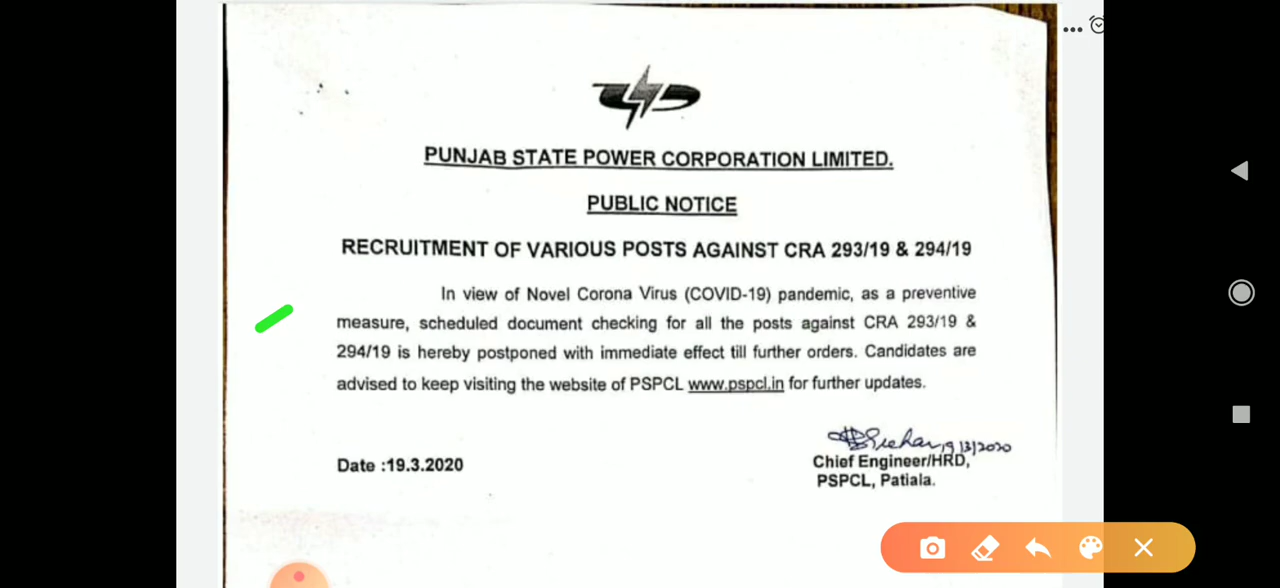 PUNJAB STATE POWER CORPORATION LIMITED.
PUBLIC NOTICE
RECRUITMENT OF VARIOUS POSTS AGAINST CRA 293/19 & 294/19
In view of Novel Corona Virus (COVID-19) pandemic, as a preventive
measure, scheduled document checking for all the posts against CRA 293/19 &
294/19 is hereby postponed with immediate effect till further orders. Candidates are
advised to keep visiting the website of PSPCL www.pspcl.in for further updates.
19/3/2020
Date :19.3.2020
Chief Engineer/HRD,
PSPCL, Patiala.